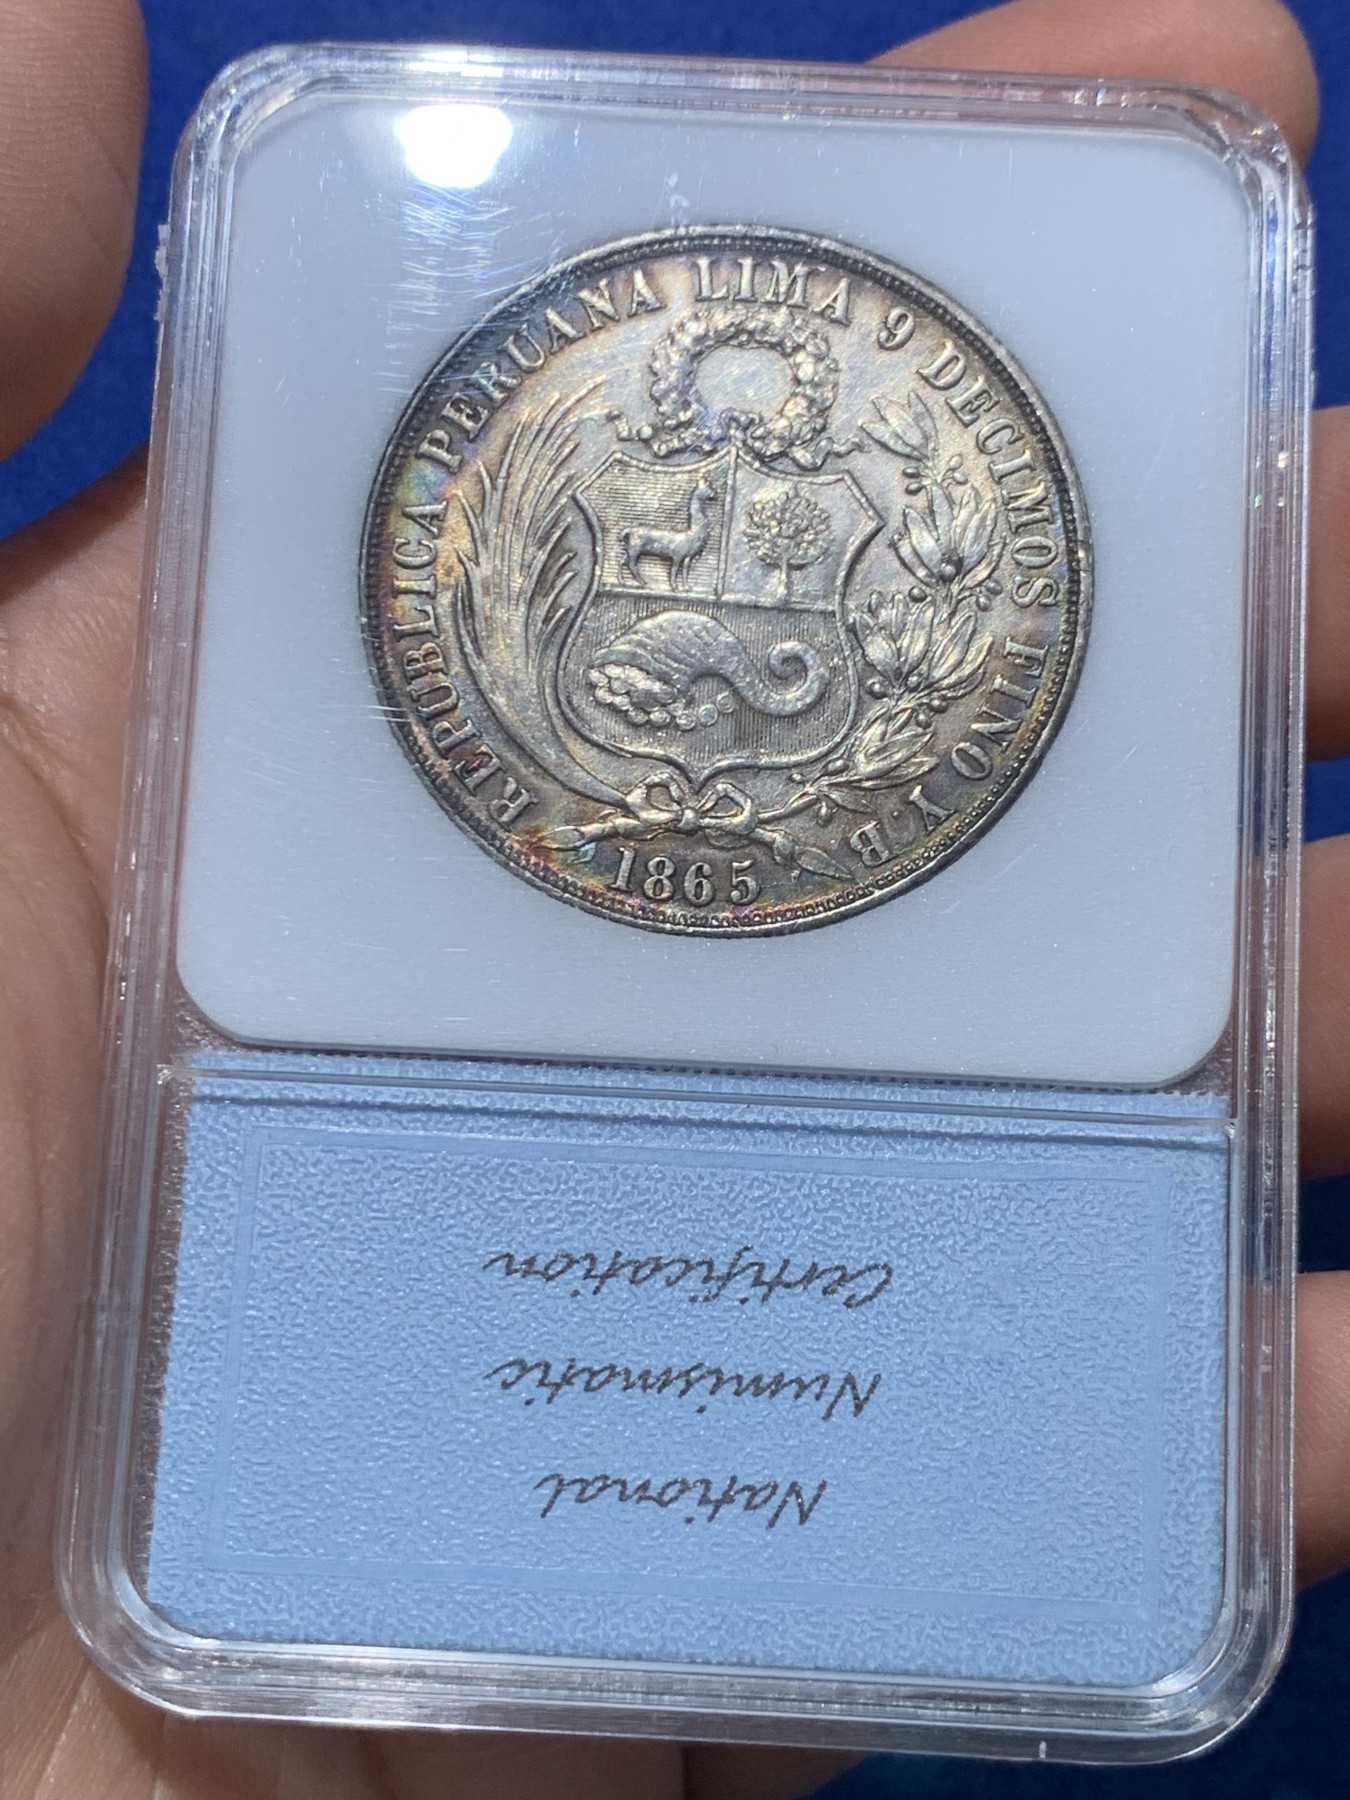 REPUBLICA PERUANA LIMA 9 DECIMOS FINO Y.B
1865
National
Numismatic
Certification